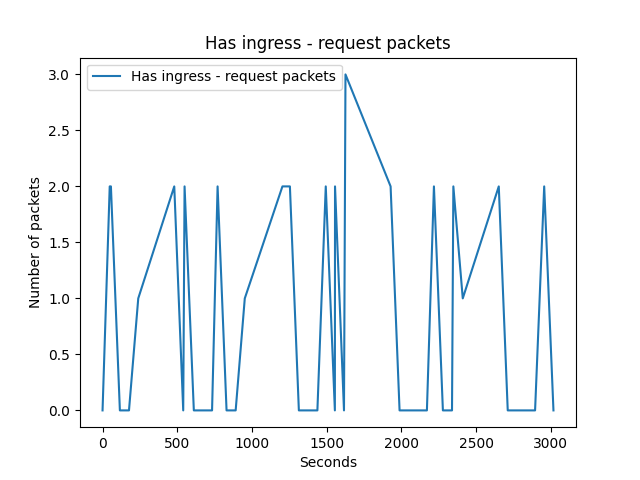 Has ingress - request packets
Has ingress - request packets
3.0
2.5
2.0
1.5
1.0
0.5
0.0
Number of packets
0 500 1000 1500 2000 2500 3000
Seconds